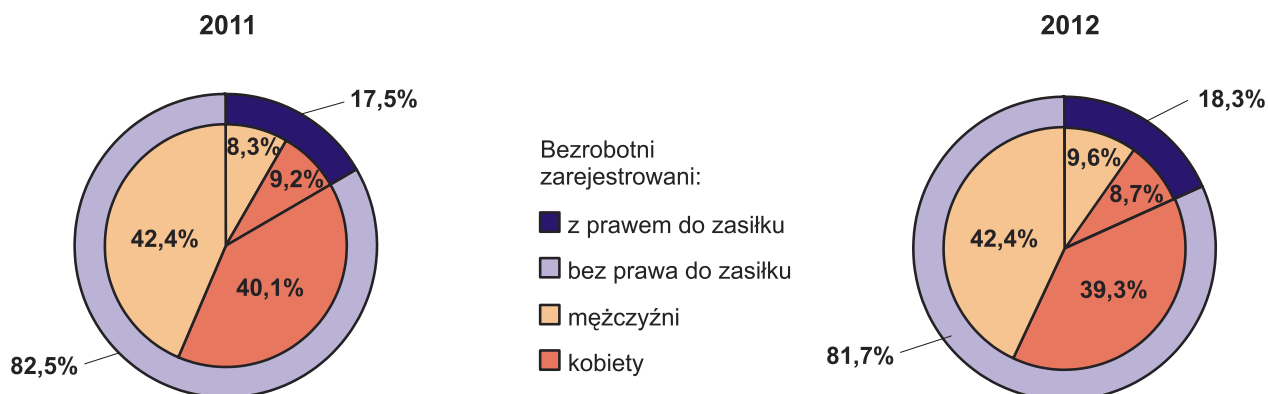 2011
17,5%
8,3%
9,2%
42,4%
40,1%
82,5%
Bezrobotni
zarejestrowani:
z prawem do zasiłku
bez prawa do zasiłku
mężczyźni
kobiety
2012
18,3%
9,6%
8,7%
42,4%
39,3%
81,7%